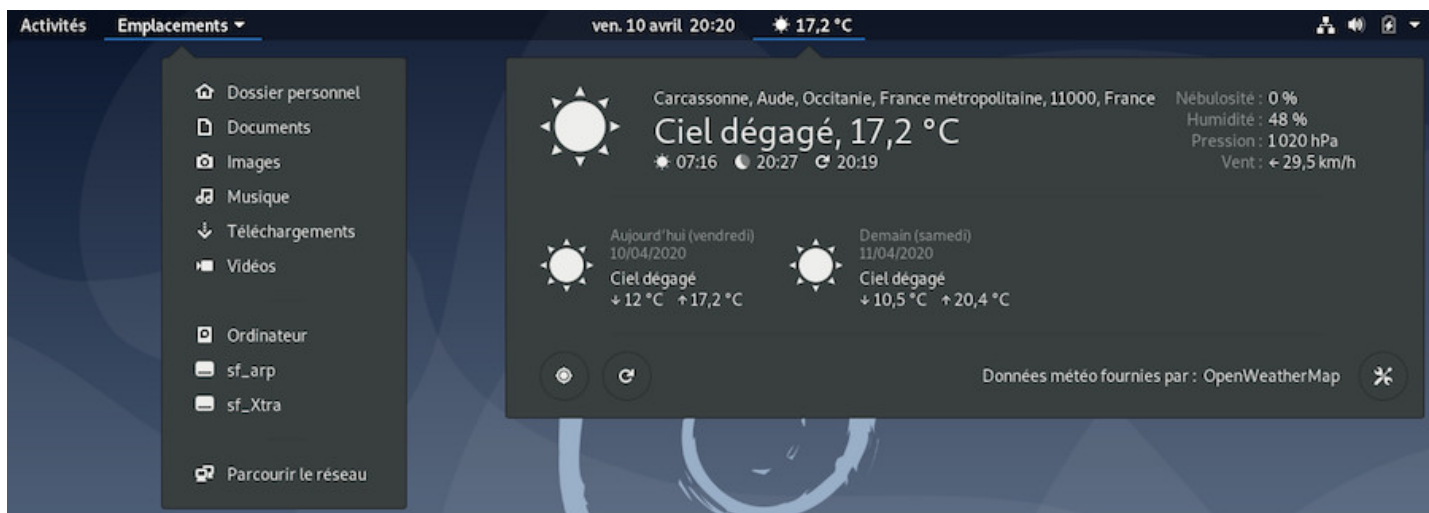 Activités Emplacements ven. 10 avril 20:20 17,2 °C
Dossier personnel
Documents
Images
Musique
Téléchargements
Vidéos
Ordinateur
sf_arp
sf_Xtra
Parcourir le réseau
Carcassonne, Aude, Occitanie, France métropolitaine, 11000, France
Ciel dégagé, 17,2 °C
07:16 20:27 20:19
Nébulosité : 0 %
Humidité : 48 %
Pression : 1 020 hPa
Vent : ← 29,5 km/h
Aujourd'hui (vendredi)
10/04/2020
Ciel dégagé
↓ 12 °C ↑ 17,2 °C
Demain (samedi)
11/04/2020
Ciel dégagé
↓ 10,5 °C ↑ 20,4 °C
Données météo fournies par : OpenWeatherMap